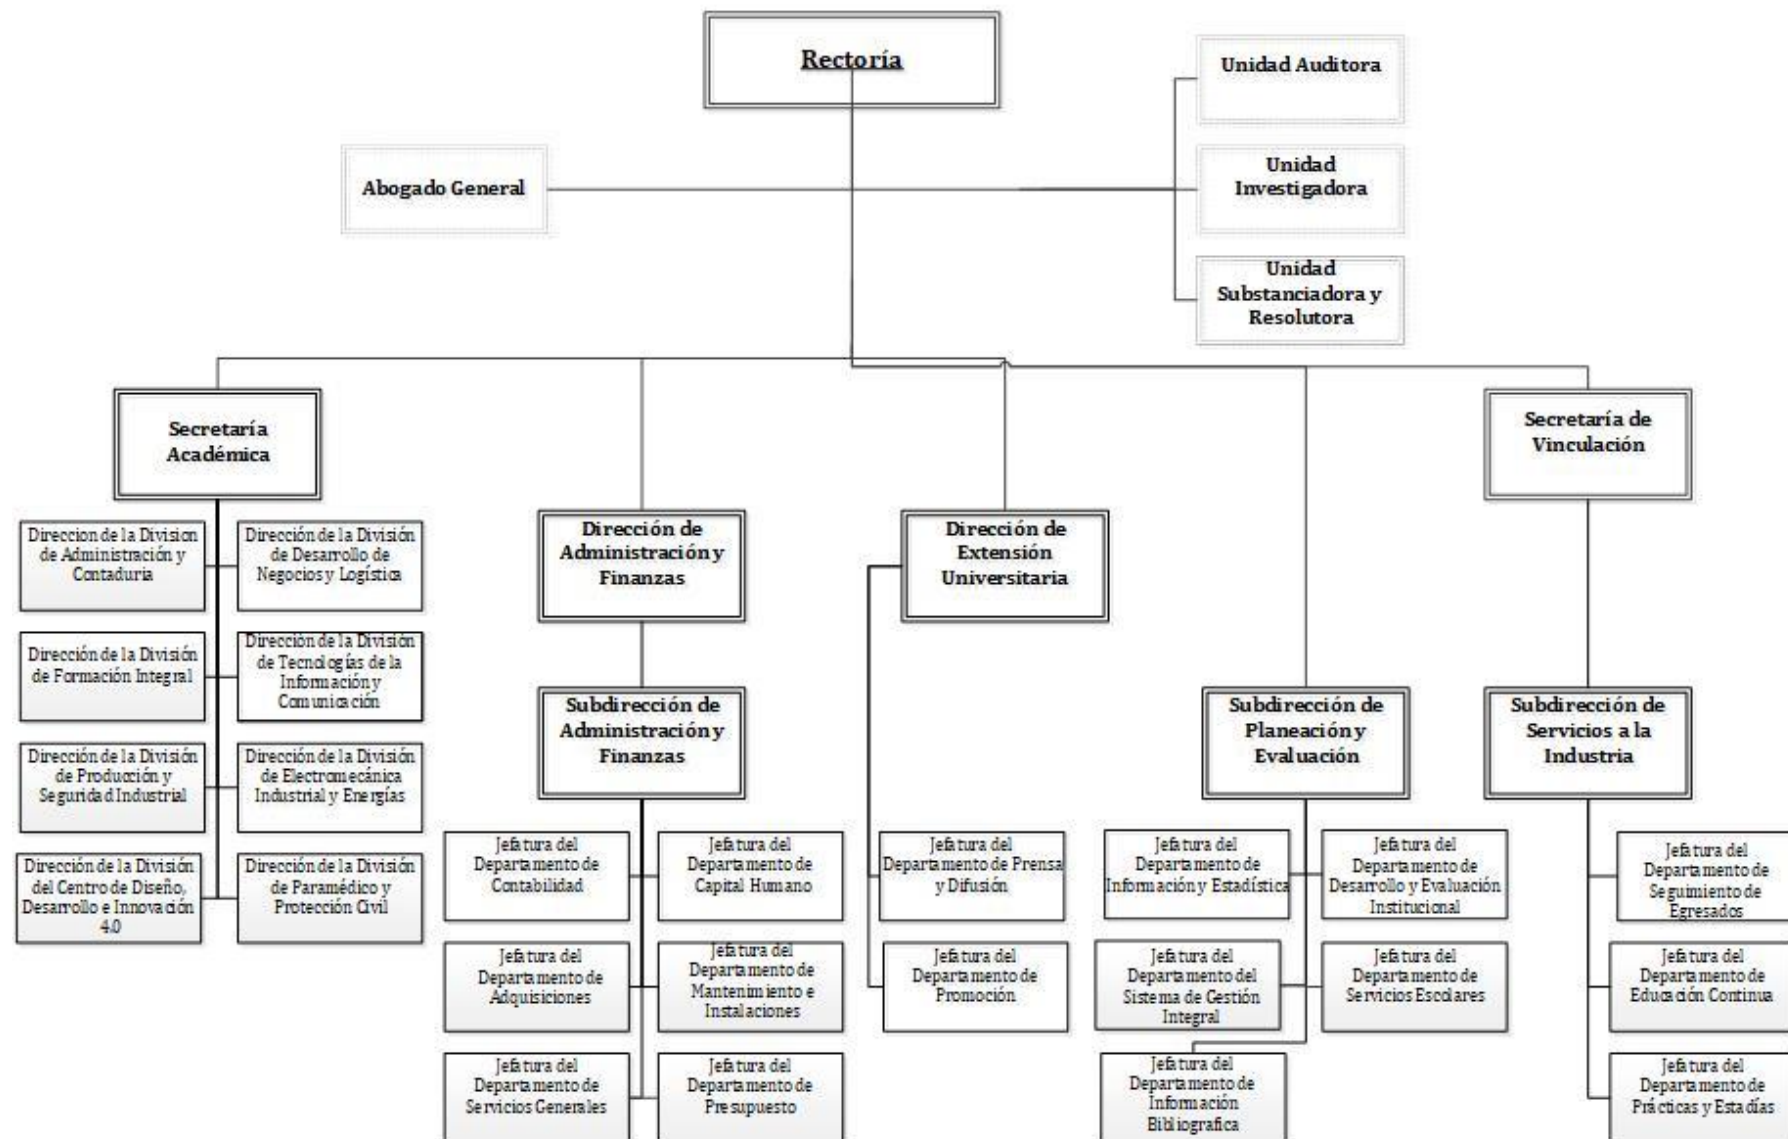 Rectoría
Unidad Auditora
Abogado General
Unidad
Investigadora
Unidad
Substanciadora y
Resolutora
Secretaría
Académica
Secretaría de
Vinculación
Direccion de la Division
de Administración y
Contaduria
Dirección de la División
de Desarrollo de
Negocios y Logística
Dirección de
Administración y
Finanzas
Dirección de
Extensión
Universitaria
Dirección de la División
de Formación Integral
Dirección de la División
de Tecnologías de la
Información y
Comunicación
Subdirección de
Administración y
Finanzas
Subdirección de
Planeación y
Evaluación
Subdirección de
Servicios a la
Industria
Dirección de la División
de Producción y
Seguridad Industrial
Dirección de la División
de Electromecánica
Industrial y Energías
Dirección de la División
del Centro de Diseño,
Desarrollo e Innovación
4.0
Dirección de la División
de Paramédico y
Protección Civil
Jefatura del
Departamento de
Contabilidad
Jefatura del
Departamento de
Capital Humano
Jefatura del
Departamento de Prensa
y Difusión
Jefatura del
Departamento de
Información y Estadística
Jefatura del
Departamento de
Desarrollo y Evaluación
Institucional
Jefatura del
Departamento de
Seguimiento de
Egresados
Jefatura del
Departamento de
Adquisiciones
Jefatura del
Departamento de
Mantenimiento e
Instalaciones
Jefatura del
Departamento de
Promoción
Jefatura del
Departamento del
Sistema de Gestión
Integral
Jefatura del
Departamento de
Servicios Escolares
Jefatura del
Departamento de
Educación Continua
Jefatura del
Departamento de
Servicios Generales
Jefatura del
Departamento de
Presupuesto
Jefatura del
Departamento de
Información
Bibliografica
Jefatura del
Departamento de
Prácticas y Estadías